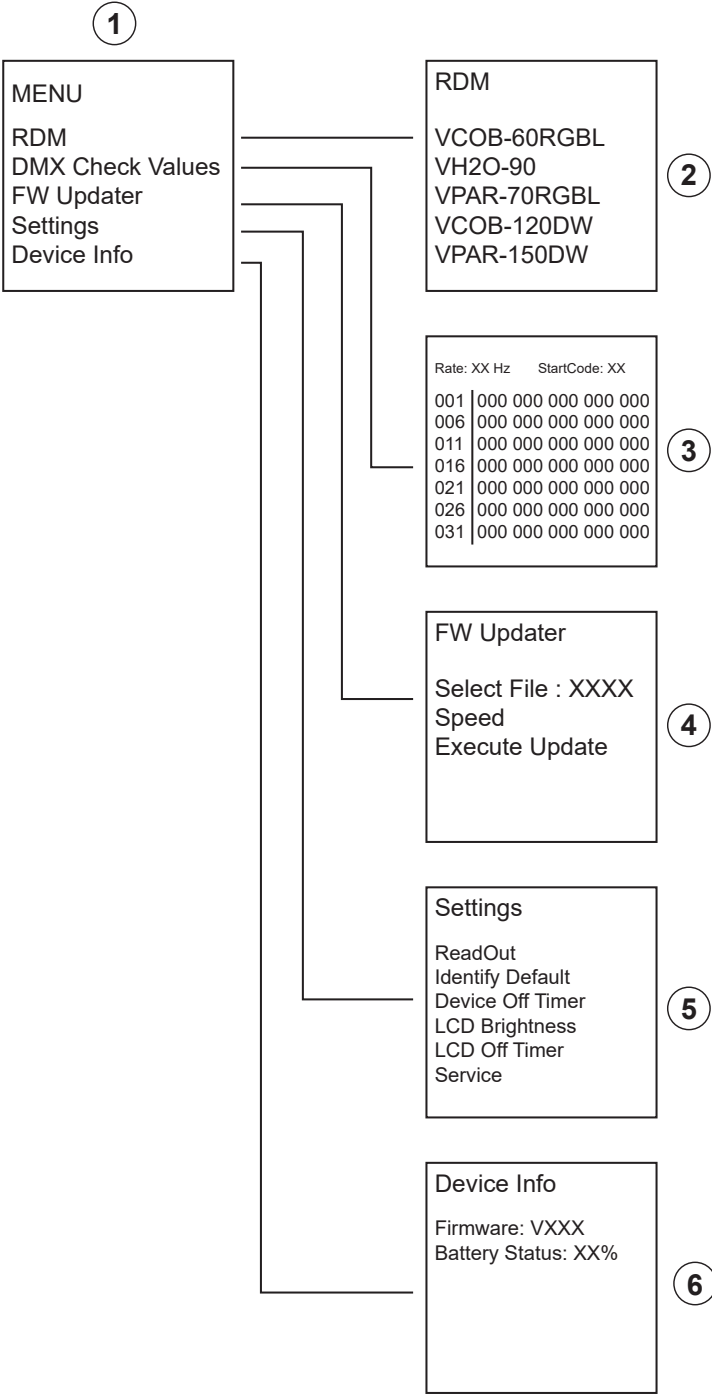 1
MENU
RDM
DMX Check Values
FW Updater
Settings
Device Info
RDM
VCOB-60RGBL
VH2O-90
VPAR-70RGBL
VCOB-120DW
VPAR-150DW
2
Rate: XX Hz StartCode: XX
001 000 000 000 000 000
006 000 000 000 000 000
011 000 000 000 000 000
016 000 000 000 000 000
021 000 000 000 000 000
026 000 000 000 000 000
031 000 000 000 000 000
3
FW Updater
Select File : XXXX
Speed
Execute Update
4
Settings
ReadOut
Identify Default
Device Off Timer
LCD Brightness
LCD Off Timer
Service
5
Device Info
Firmware: VXXX
Battery Status: XX%
6